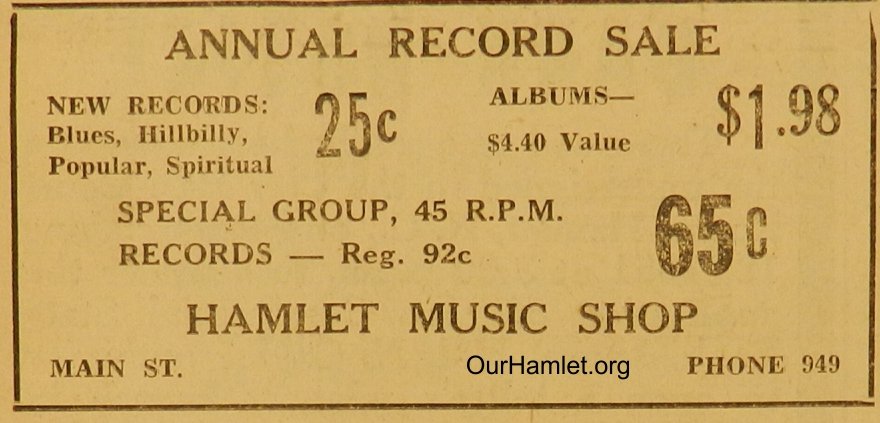 ANNUAL RECORD SALE
NEW RECORDS:
Blues, Hillbilly,
Popular, Spiritual
25c
ALBUMS—
$4.40 Value
$1.98
SPECIAL GROUP, 45 R.P.M.
RECORDS — Reg. 92c
65c
HAMLET MUSIC SHOP
MAIN ST.
OurHamlet.org
PHONE 949